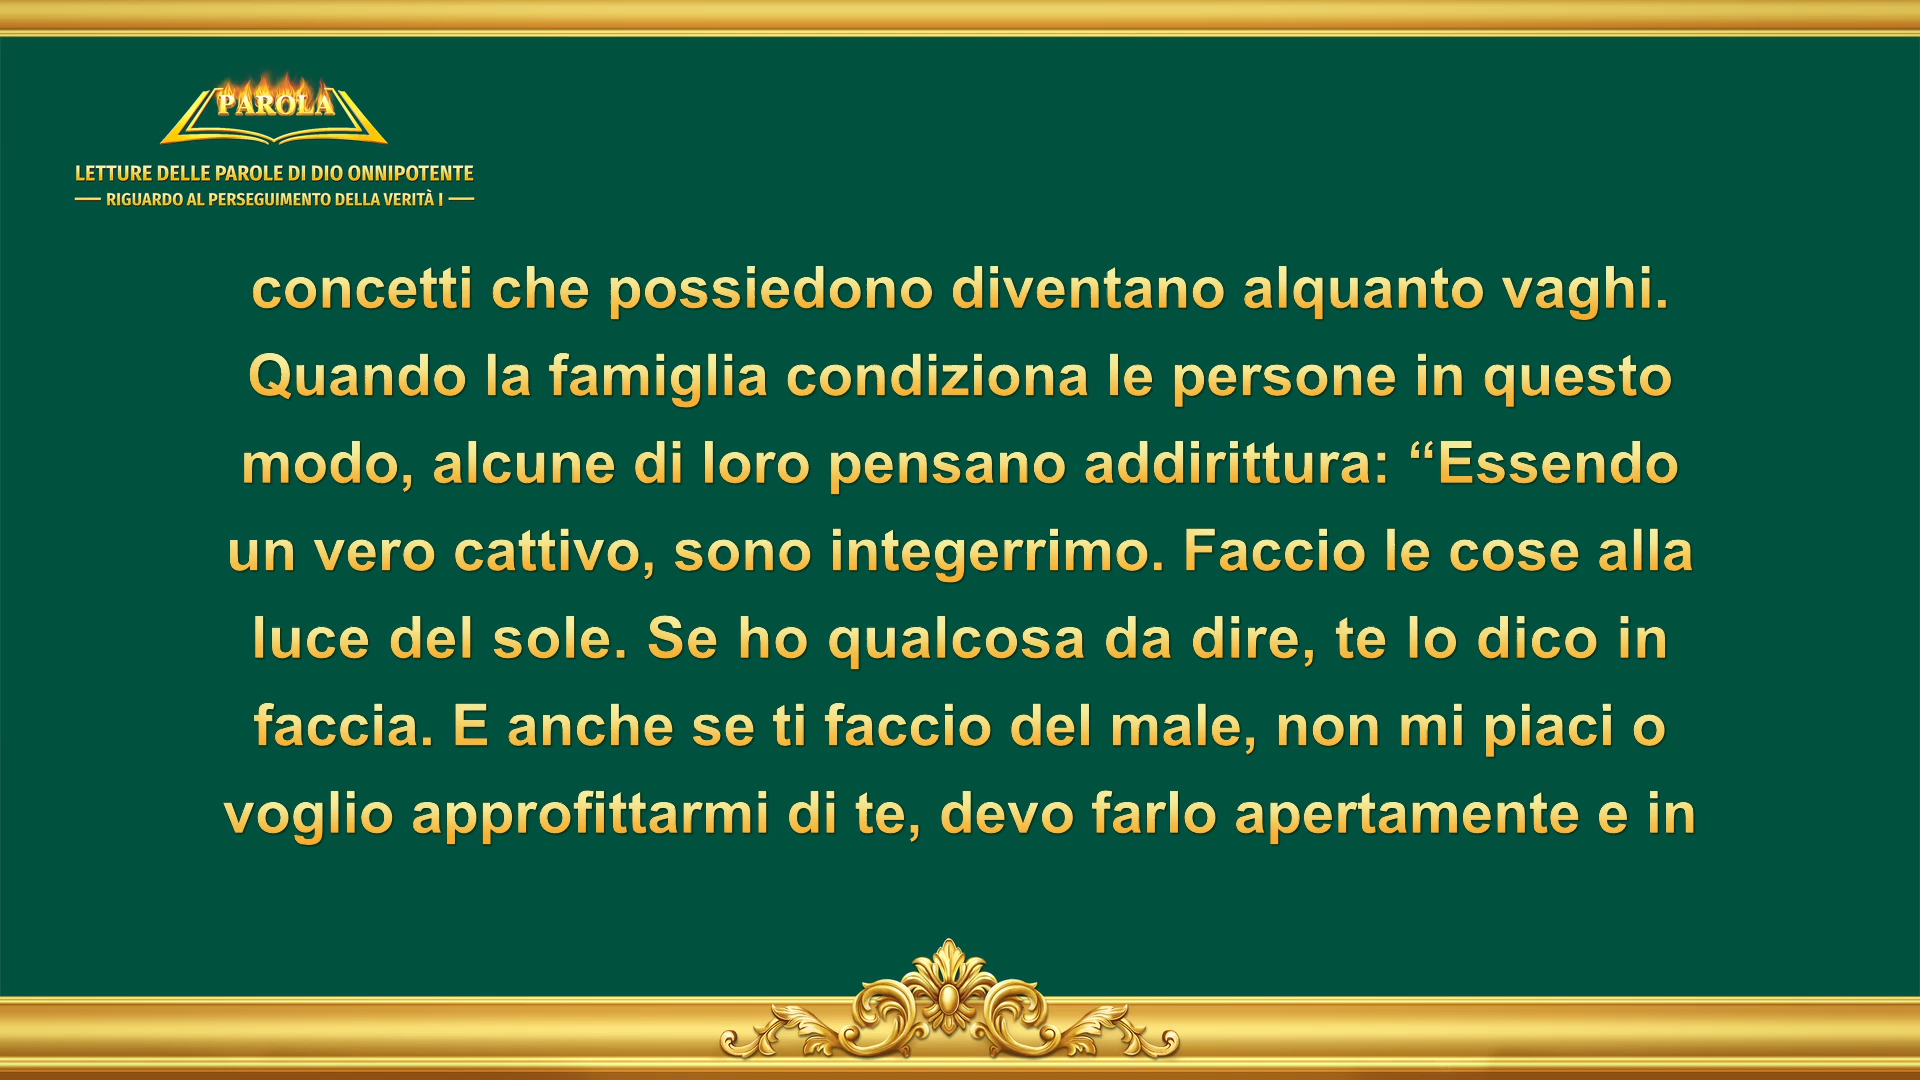 PAROLA
LETTURE DELLE PAROLE DI DIO ONNIPOTENTE
RIGUARDO AL PERSEGUIMENTO DELLA VERITÀ I
concetti che possiedono diventano alquanto vaghi.
Quando la famiglia condiziona le persone in questo
modo, alcune di loro pensano addirittura: “Essendo
un vero cattivo, sono integerrimo. Faccio le cose alla
luce del sole. Se ho qualcosa da dire, te lo dico in
faccia. E anche se ti faccio del male, non mi piaci o
voglio approfittarmi di te, devo farlo apertamente e in